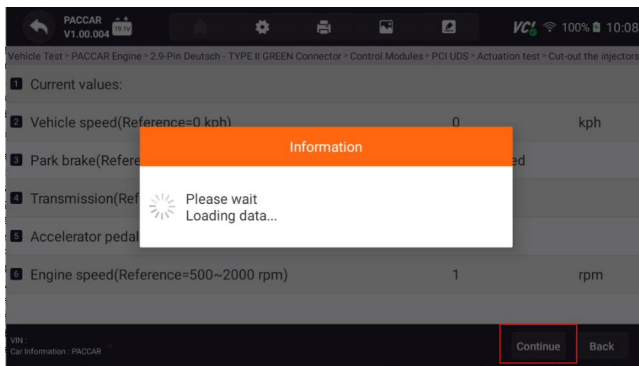 PACCAR
V1.00.004
19.1V
VC! 100% 10:08
Vehicle Test > PACCAR Engine > 2.9-Pin Deutsch - TYPE II GREEN Connector > Control Modules > PCI UDS > Actuation test > Cut-out the injectors
1 Current values:
2 Vehicle speed(Reference=0 kph) 0 kph
Information
3 Park brake(Refere ed
4 Transmission(Ref
Please wait
Loading data...
5 Accelerator pedal
6 Engine speed(Reference=500~2000 rpm) 1 rpm
VIN :
Car Information : PACCAR
Continue Back